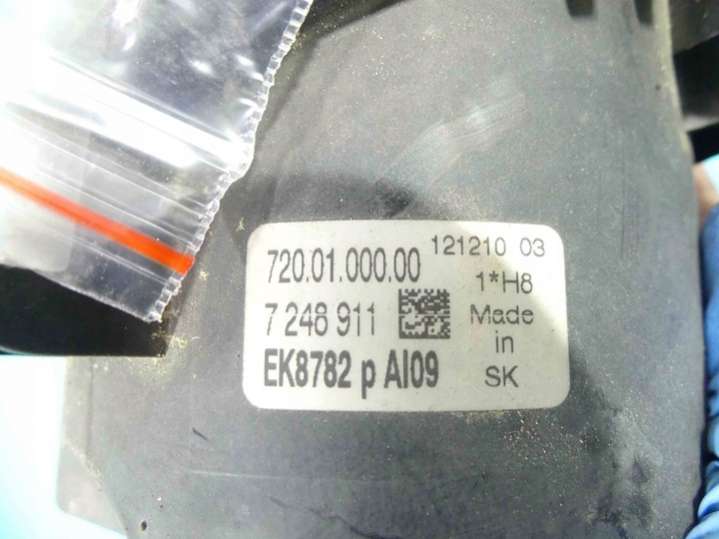 720.01.000.00
7 248 911
EK8782 p AI09
121210 03
1*H8
Made
in
SK